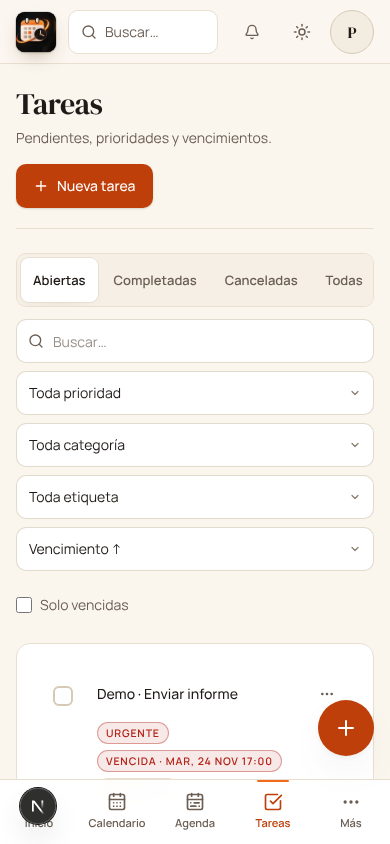 Buscar...
P
Tareas
Pendientes, prioridades y vencimientos.
+ Nueva tarea
Abiertas Completadas Canceladas Todas
Buscar...
Toda prioridad
Toda categoría
Toda etiqueta
Vencimiento ↑
Solo vencidas
Demo · Enviar informe
URGENTE
VENCIDA · MAR, 24 NOV 17:00
N
Inicio Calendario Agenda Tareas Más